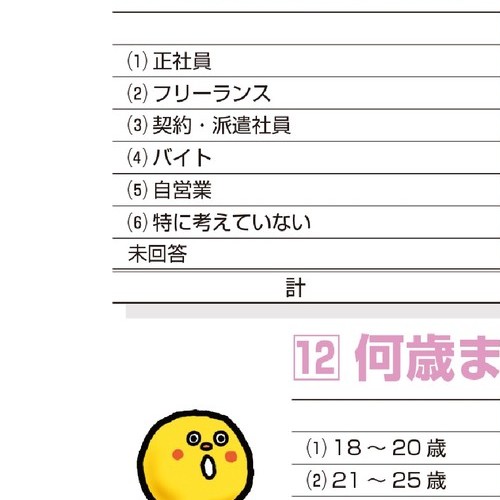 (1) 正社員
(2) フリーランス
(3) 契約・派遣社員
(4) バイト
(5) 自営業
(6) 特に考えていない
未回答
計
12 何歳ま
(1) 18 ～ 20 歳
(2) 21 ～ 25 歳